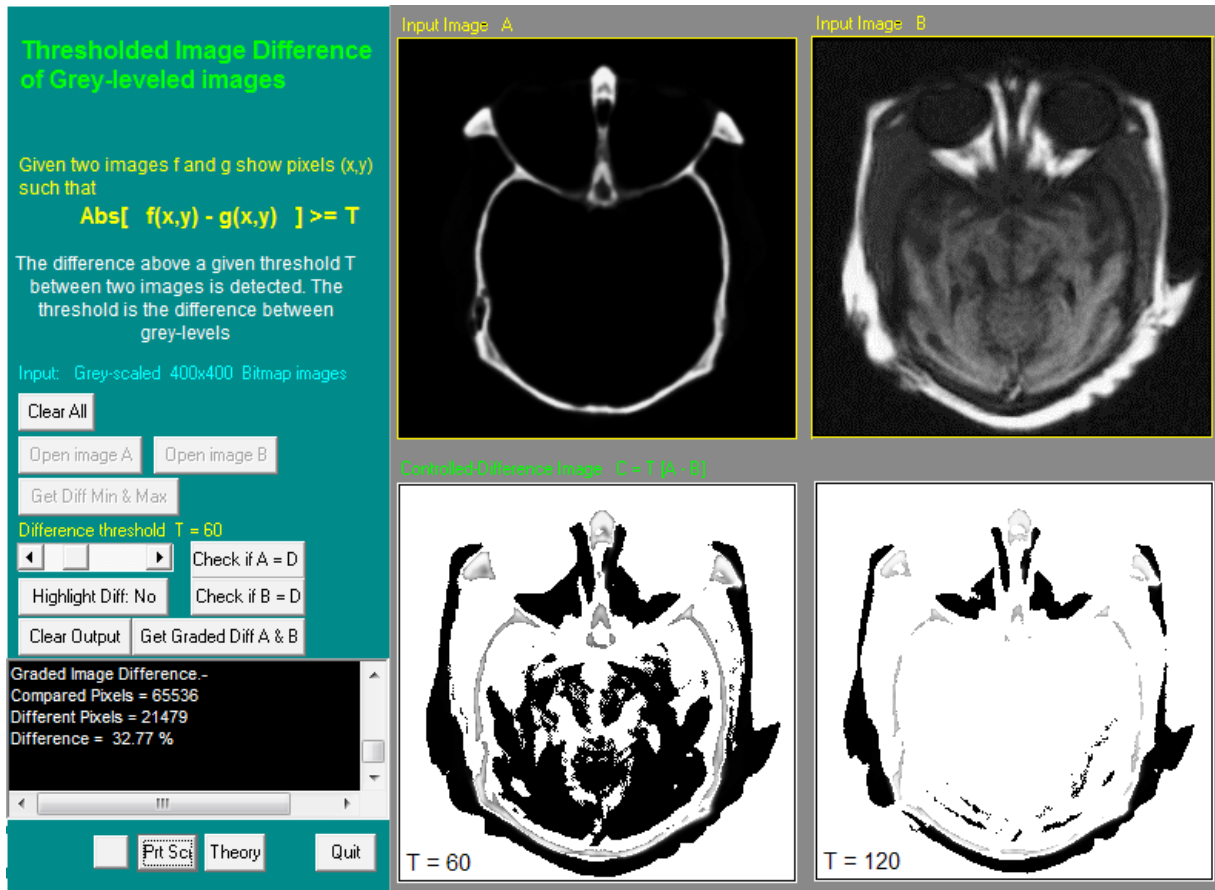 Thresholded Image Difference
of Grey-leveled images
Given two images f and g show pixels (x,y)
such that
Abs[ f(x,y) - g(x,y) ] >= T
The difference above a given threshold T
between two images is detected. The
threshold is the difference between
grey-levels
Input: Grey-scaled 400x400 Bitmap images
Clear All
Open image A Open image B
Get Diff Min & Max
Difference threshold T = 60
Check if A = D
Highlight Diff: No Check if B = D
Clear Output Get Graded Diff A & B
Graded Image Difference.-
Compared Pixels = 65536
Different Pixels = 21479
Difference = 32.77 %
Prt Scr Theory Quit
Input Image A
Input Image B
Controlled Difference Image C = T [A - B]
T = 60
T = 120